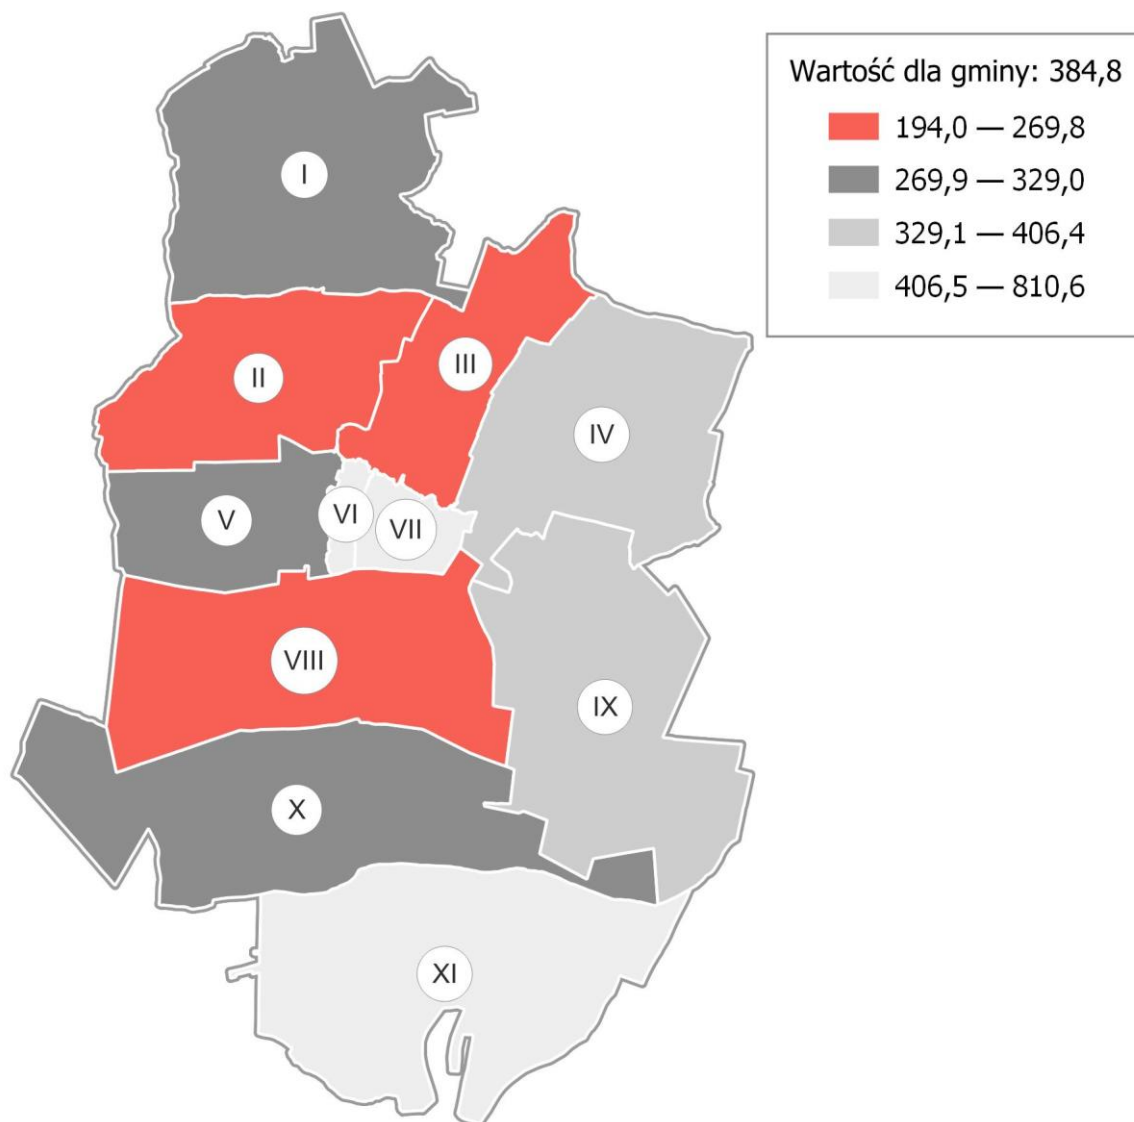 Wartość dla gminy: 384,8
194,0 — 269,8
269,9 — 329,0
329,1 — 406,4
406,5 — 810,6
I
II
III
IV
V
VI
VII
VIII
IX
X
XI